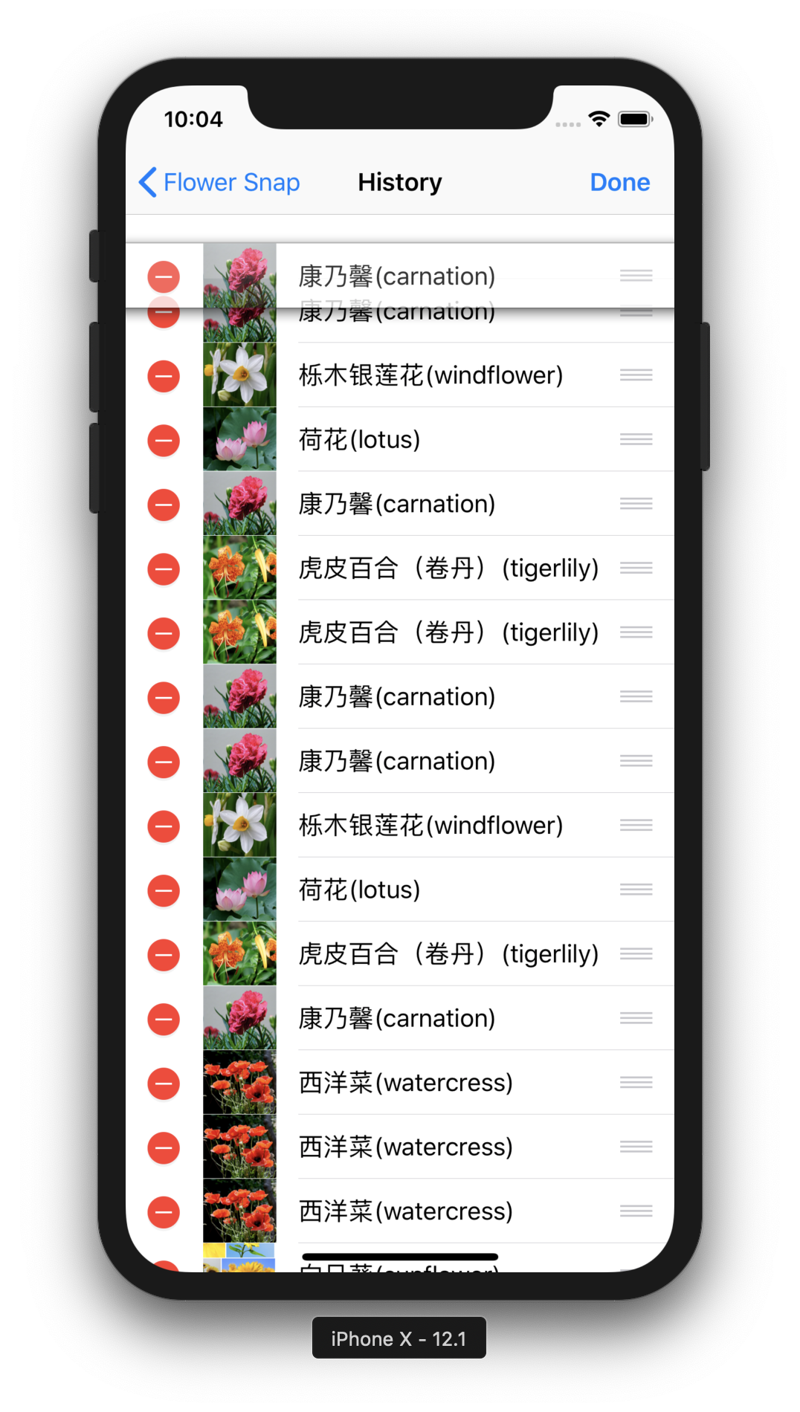 10:04
Flower Snap
History
Done
康乃馨(carnation)
康乃馨(carnation)
栎木银莲花(windflower)
荷花(lotus)
康乃馨(carnation)
虎皮百合（卷丹）(tigerlily)
虎皮百合（卷丹）(tigerlily)
康乃馨(carnation)
康乃馨(carnation)
栎木银莲花(windflower)
荷花(lotus)
虎皮百合（卷丹）(tigerlily)
康乃馨(carnation)
西洋菜(watercress)
西洋菜(watercress)
西洋菜(watercress)
向日葵(sunflower)
iPhone X - 12.1